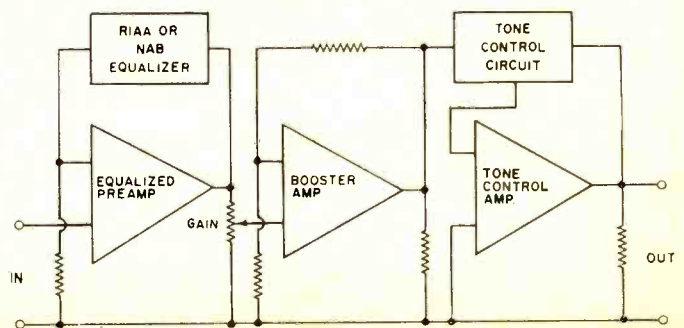 RIAA OR
NAB
EQUALIZER
TONE
CONTROL
CIRCUIT
EQUALIZED
PREAMP
GAIN
BOOSTER
AMP
TONE
CONTROL
AMP.
IN
OUT